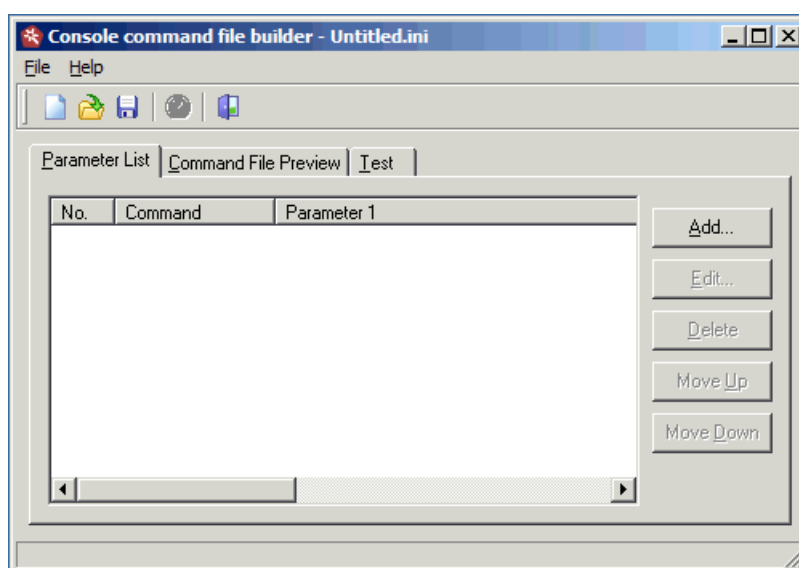 Console command file builder - Untitled.ini
File Help
Parameter List Command File Preview Test
No. Command Parameter 1
Add...
Edit...
Delete
Move Up
Move Down